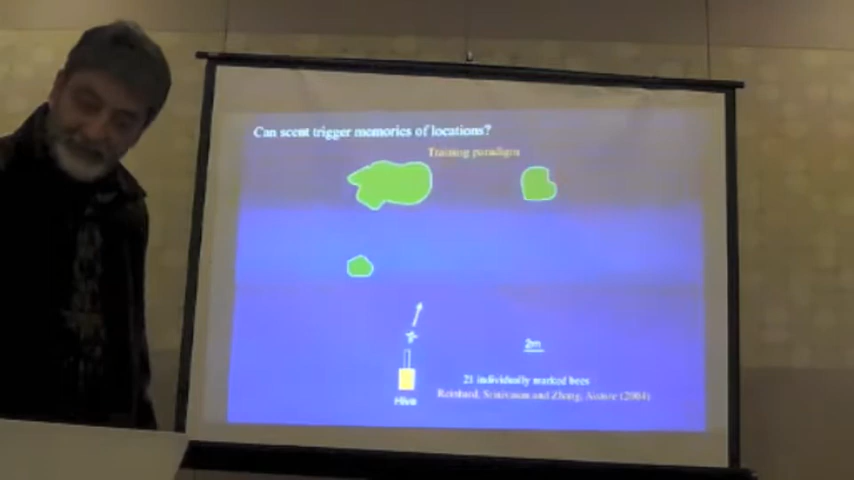 Can scent trigger memories of locations?
Training paradigm
2m
21 individually marked bees
Reinhard, Srinivasan and Zhang, Nature (2004)
Hive